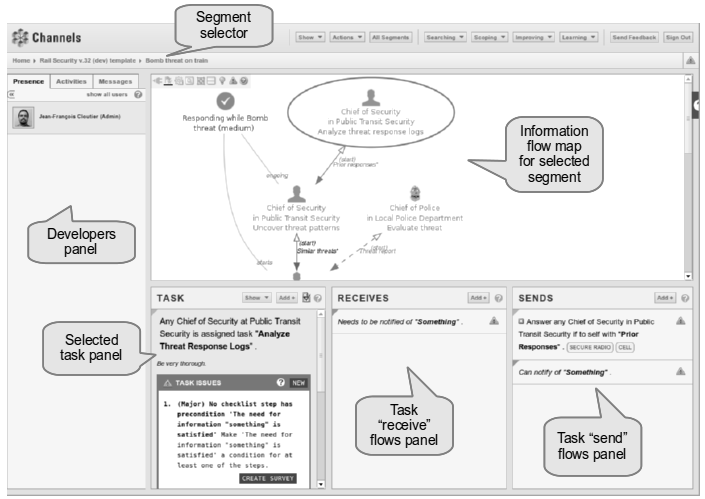 Segment
selector
Channels
Show ▼ Actions ▼ All Segments Searching ▼ Scoping ▼ Improving ▼ Learning ▼ Send Feedback Sign Out
Home › Rail Security v.32 (dev) template › Bomb threat on train
Presence Activities Messages
show all users
Jean-François Cloutier (Admin)
Responding while Bomb
threat (medium)
Chief of Security
in Public Transit Security
Analyze threat response logs
(start)
"Prior responses"
ongoing
Information
flow map
for selected
segment
Chief of Security
in Public Transit Security
Uncover threat patterns
Chief of Police
in Local Police Department
Evaluate threat
(start)
"Similar threats"
(start)
"Threat report"
starts
Developers
panel
TASK Show ▼ Add +
Any Chief of Security at Public Transit
Security is assigned task "Analyze
Threat Response Logs" .
Be very thorough.
TASK ISSUES NEW
1. (Major) No checklist step has
precondition 'The need for
information "something" is
satisfied' Make 'The need for
information "something" is
satisfied' a condition for at
least one of the steps.
CREATE SURVEY
Selected
task panel
RECEIVES Add +
Needs to be notified of "Something" .
Task
“receive”
flows panel
SENDS Add +
Answer any Chief of Security in Public
Transit Security if to self with "Prior
Responses" . SECURE RADIO CELL
Can notify of "Something" .
Task “send”
flows panel